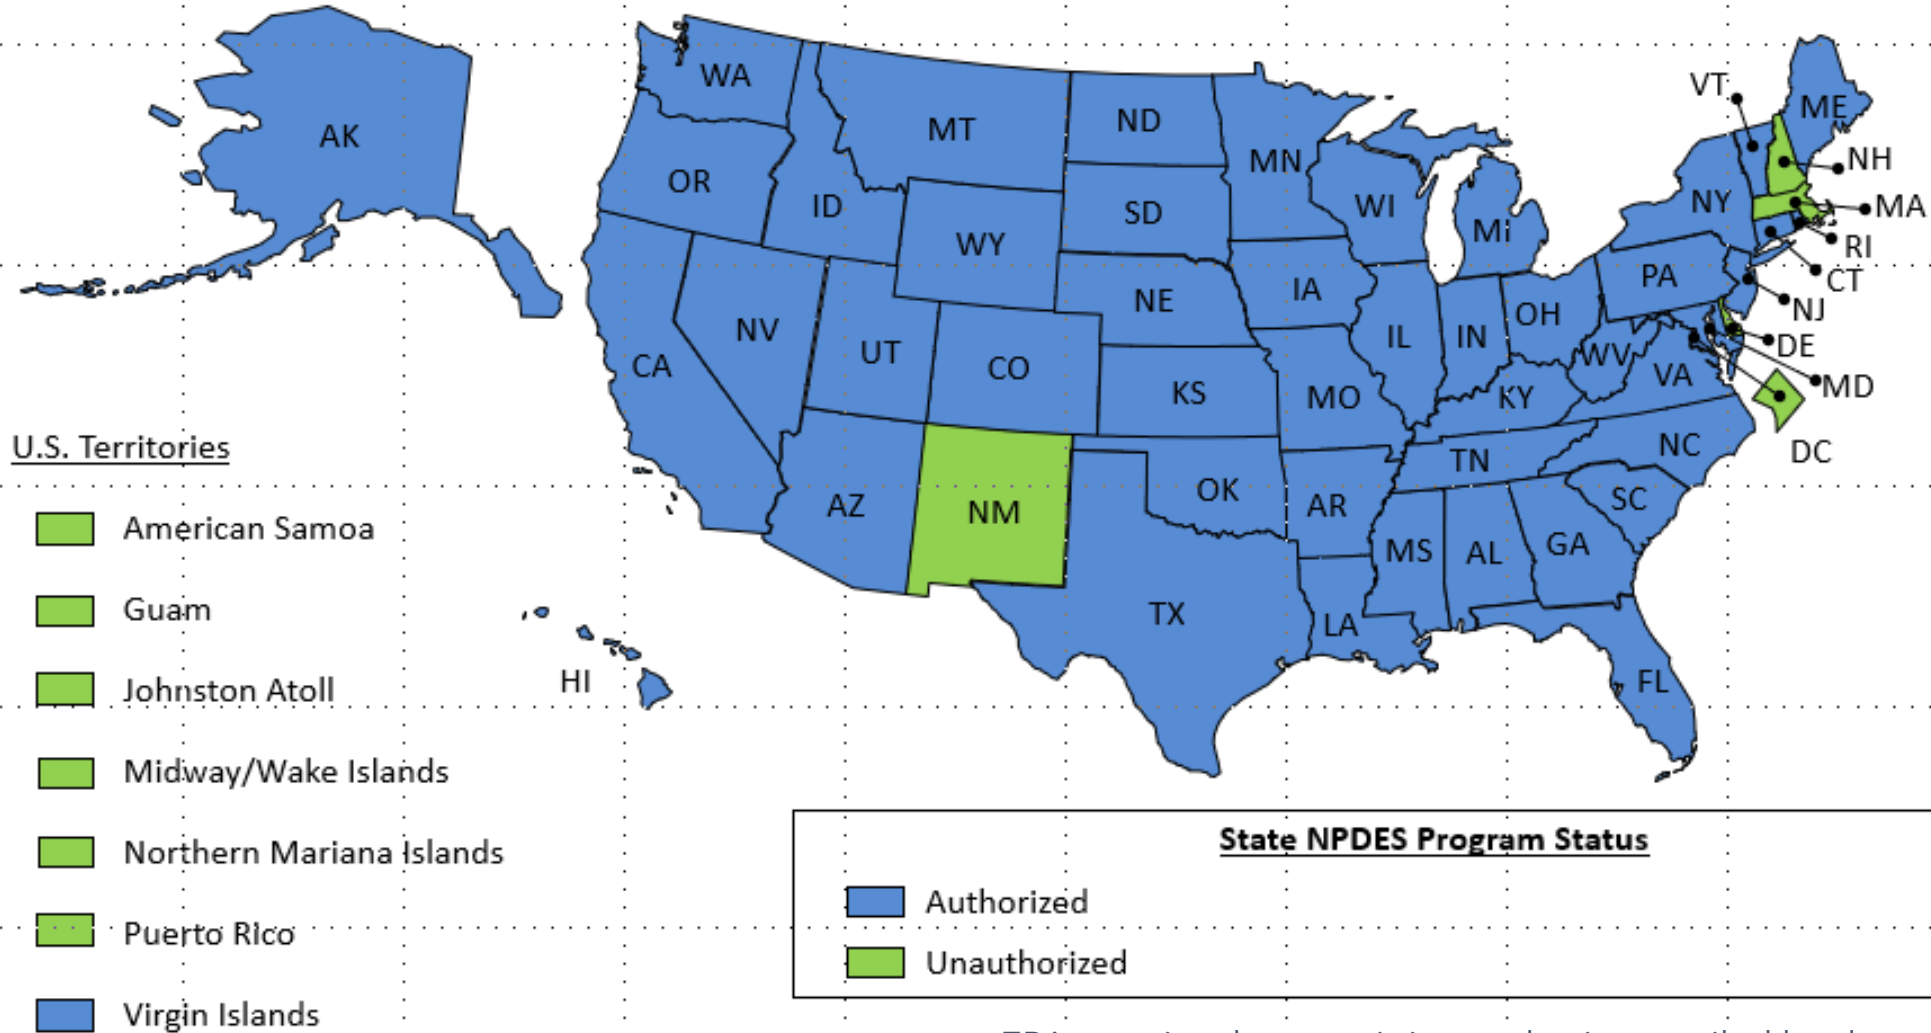 AK
WA
MT
ND
MN
VT
ME
OR
ID
SD
WI
Mi
NY
NH
MA
WY
RI
CT
NE
IA
PA
NJ
NV
UT
CO
IL
IN
OH
DE
CA
KS
MO
KY
WV
VA
MD
DC
NC
TN
AZ
NM
OK
AR
SC
MS
AL
GA
TX
LA
HI
FL
U.S. Territories
American Samoa
Guam
Johnston Atoll
Midway/Wake Islands
Northern Mariana Islands
Puerto Rico
Virgin Islands
State NPDES Program Status
Authorized
Unauthorized